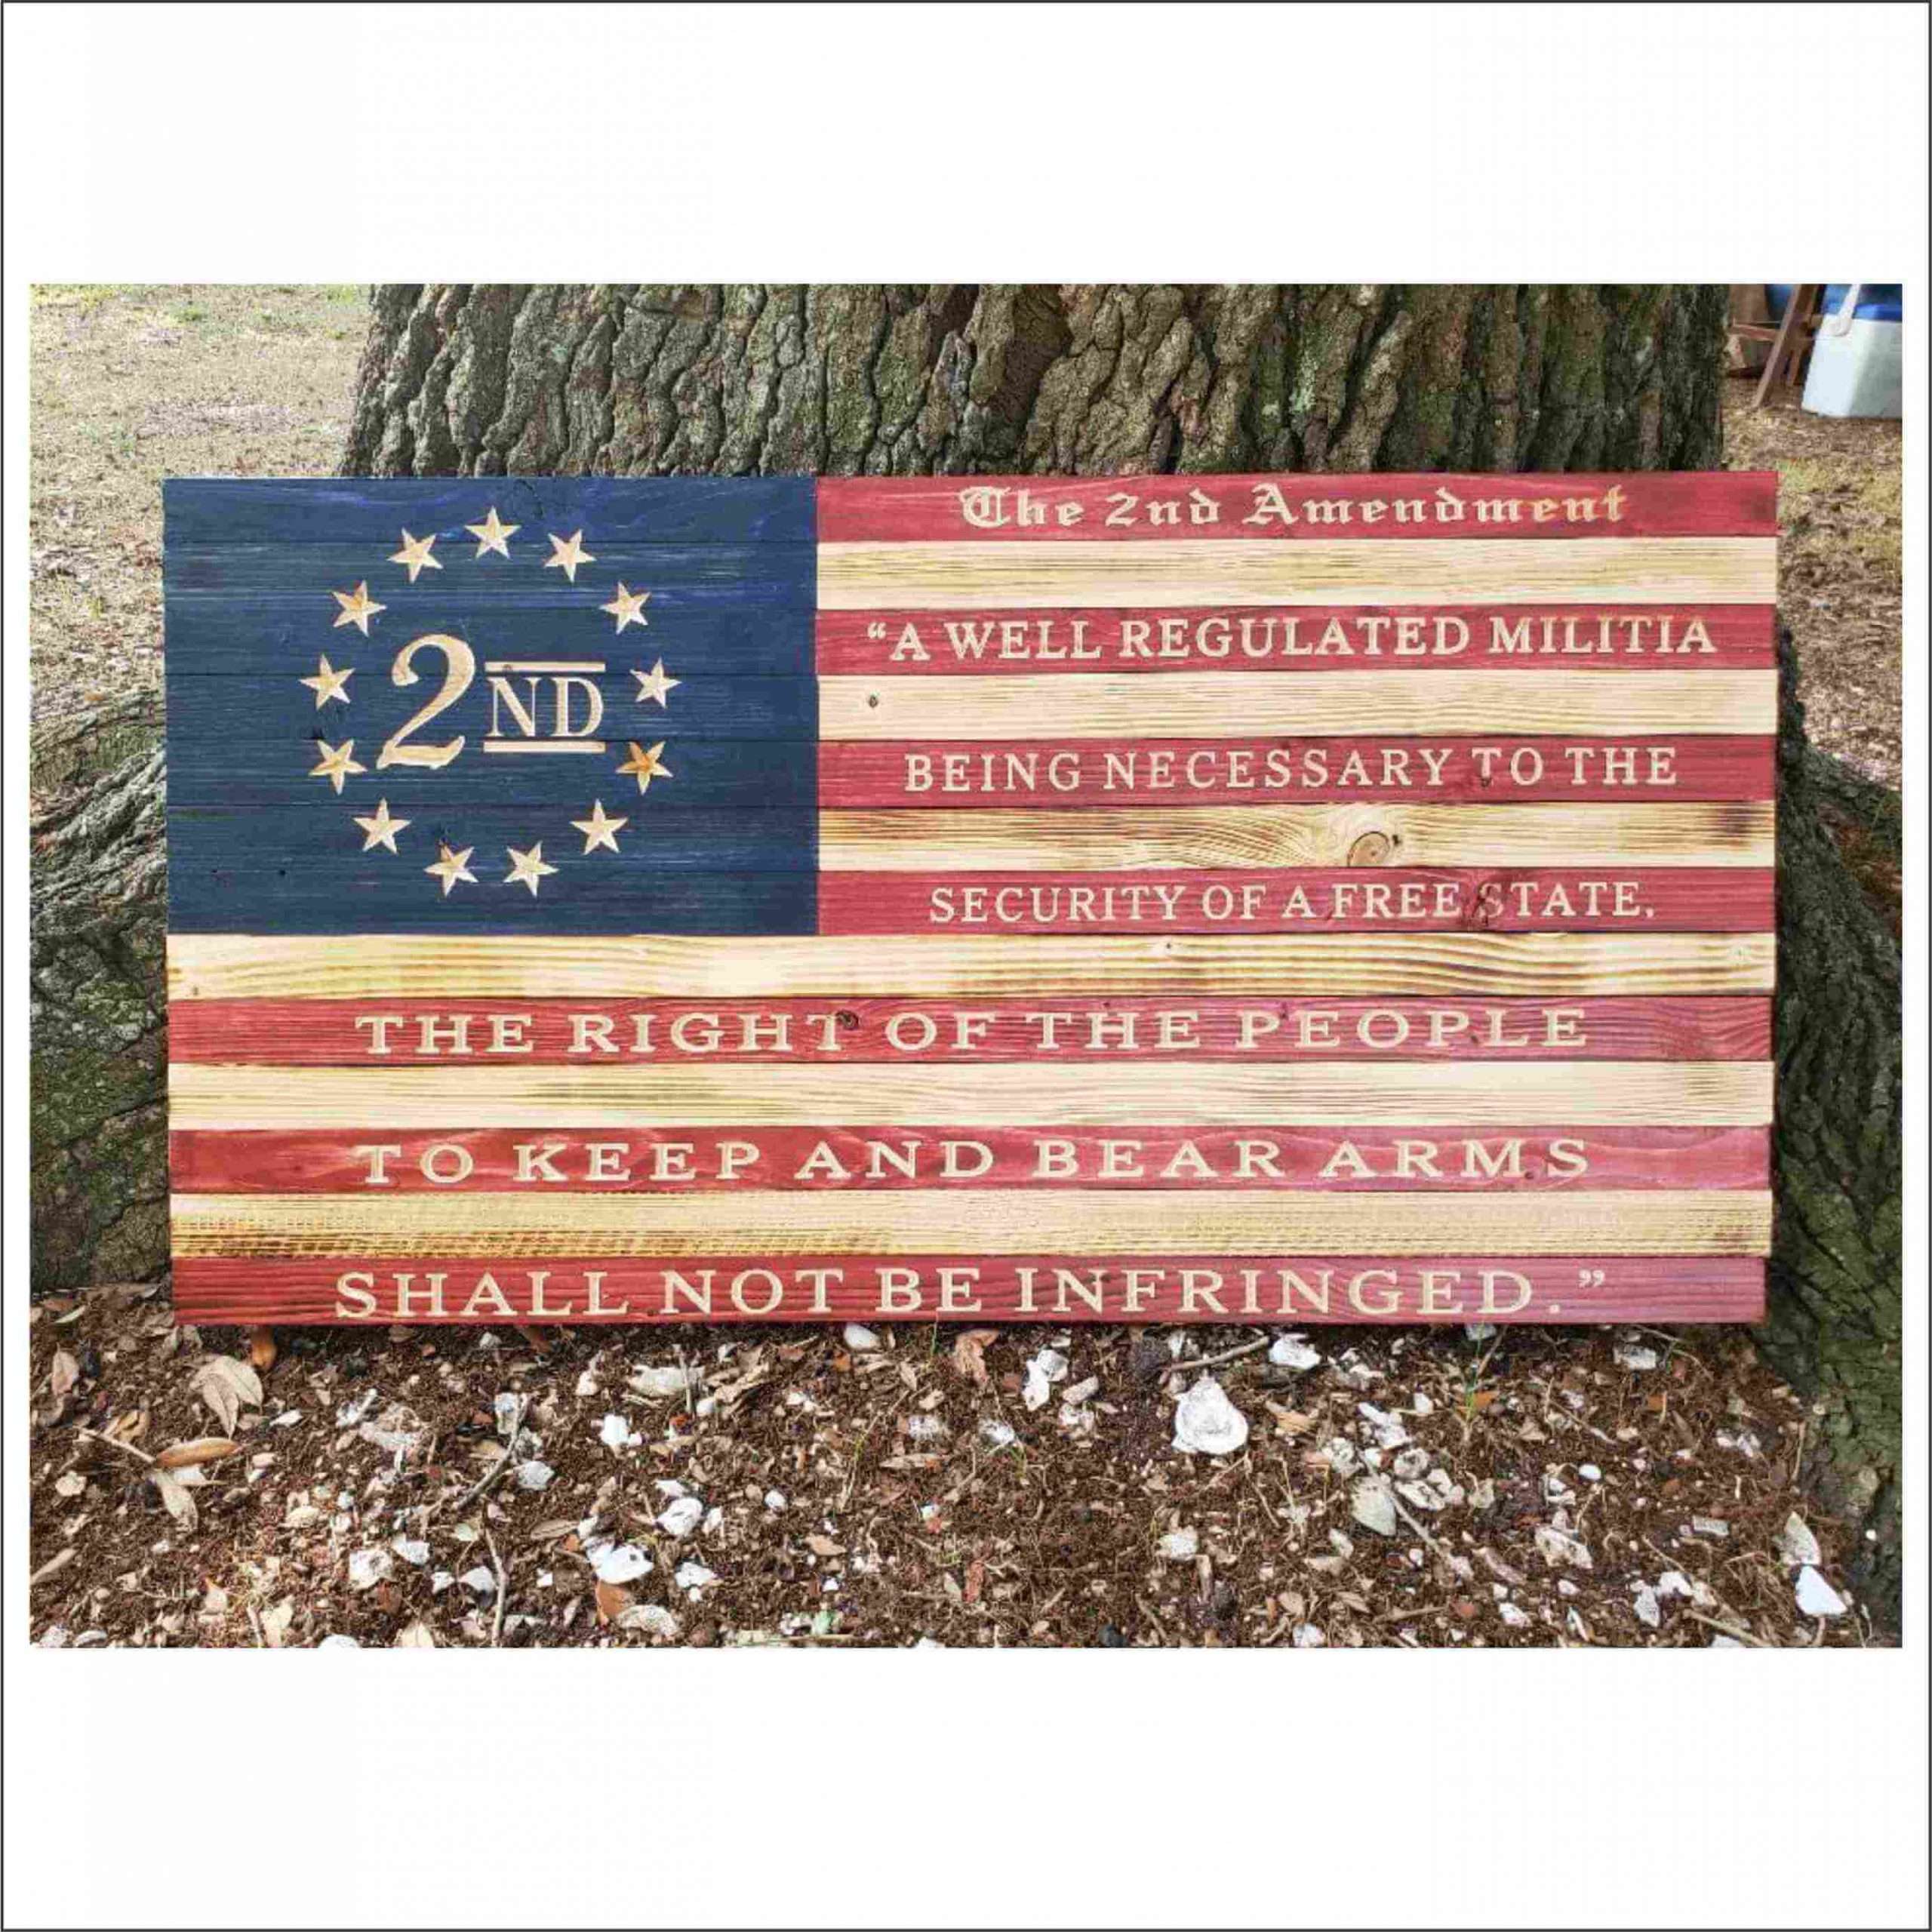 2ND
The 2nd Amendment
“A WELL REGULATED MILITIA
BEING NECESSARY TO THE
SECURITY OF A FREE STATE,
THE RIGHT OF THE PEOPLE
TO KEEP AND BEAR ARMS
SHALL NOT BE INFRINGED.”